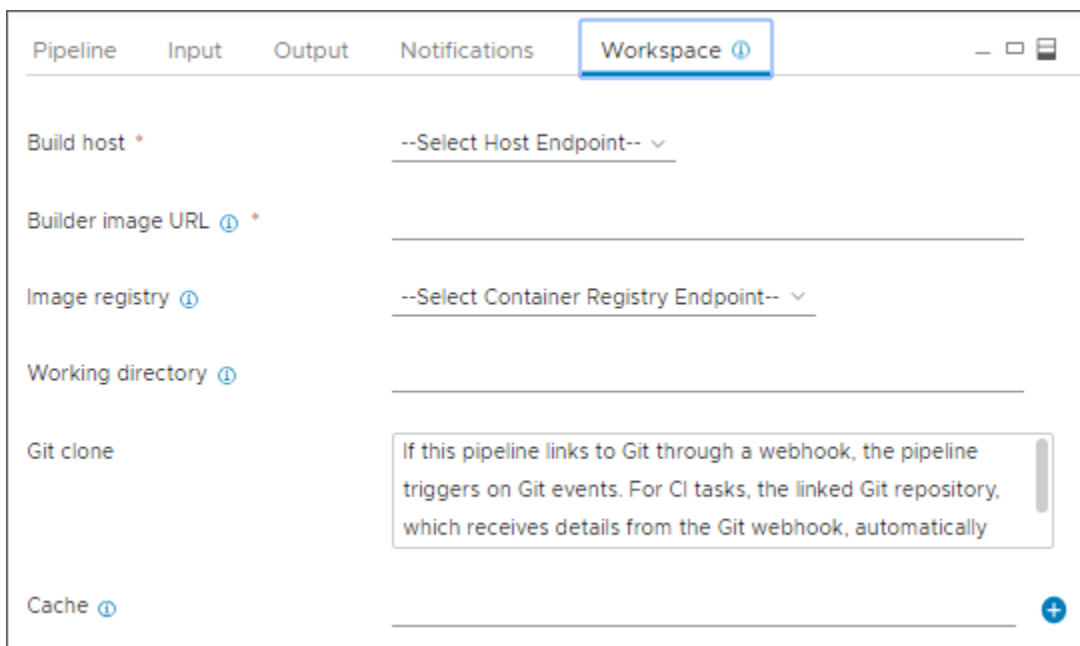 Pipeline Input Output Notifications Workspace
Build host * --Select Host Endpoint--
Builder image URL *
Image registry --Select Container Registry Endpoint--
Working directory
Git clone If this pipeline links to Git through a webhook, the pipeline
triggers on Git events. For CI tasks, the linked Git repository,
which receives details from the Git webhook, automatically
Cache